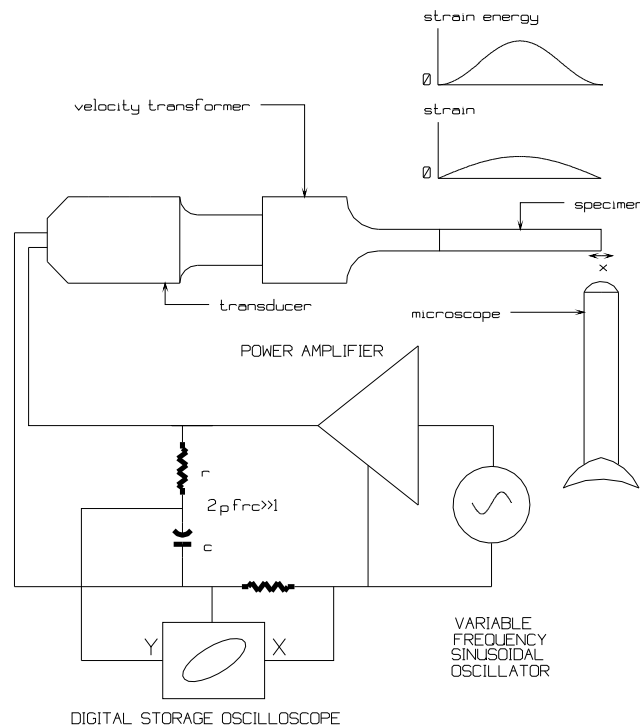 strain energy
0
velocity transformer
strain
0
specimen
x
transducer
microscope
POWER AMPLIFIER
r
2pfrc>>1
c
Y
X
VARIABLE
FREQUENCY
SINUSOIDAL
OSCILLATOR
DIGITAL STORAGE OSCILLOSCOPE